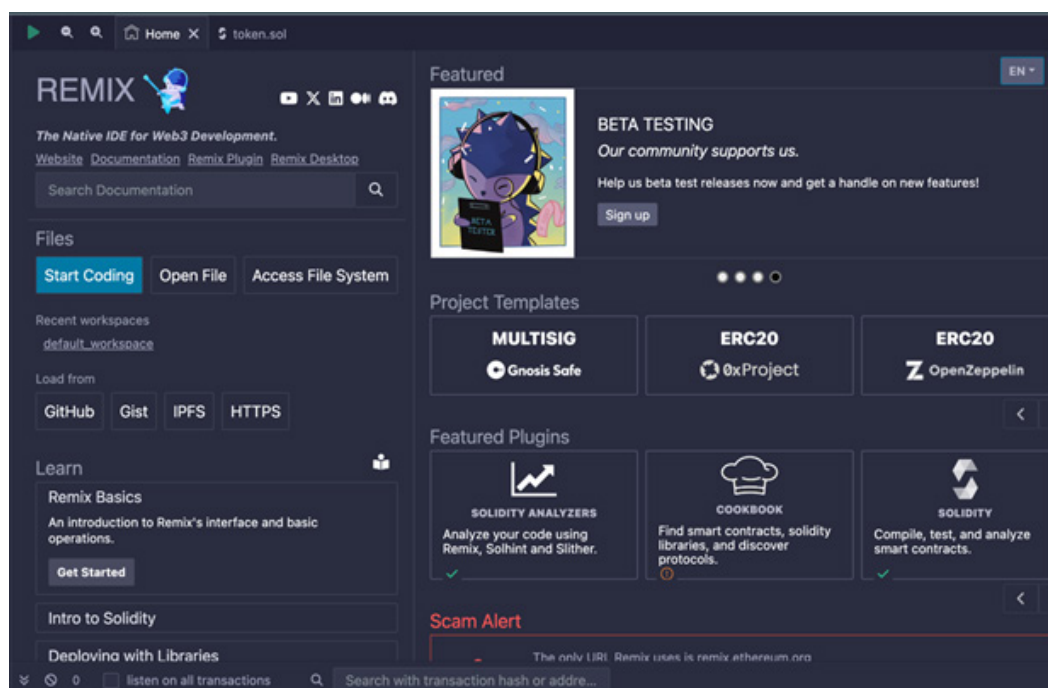 Home
token.sol
REMIX
The Native IDE for Web3 Development.
Website Documentation Remix Plugin Remix Desktop
Search Documentation
Files
Start Coding Open File Access File System
Recent workspaces
default_workspace
Load from
GitHub Gist IPFS HTTPS
Learn
Remix Basics
An introduction to Remix's interface and basic
operations.
Get Started
Intro to Solidity
Deploying with Libraries
Featured
EN
BETA
TESTER
BETA TESTING
Our community supports us.
Help us beta test releases now and get a handle on new features!
Sign up
Project Templates
MULTISIG
Gnosis Safe
ERC20
0xProject
ERC20
OpenZeppelin
Featured Plugins
SOLIDITY ANALYZERS
Analyze your code using
Remix, Solhint and Slither.
COOKBOOK
Find smart contracts, solidity
libraries, and discover
protocols.
SOLIDITY
Compile, test, and analyze
smart contracts.
Scam Alert
The only URL Remix uses is remix.ethereum.org
0
listen on all transactions
Search with transaction hash or addre...